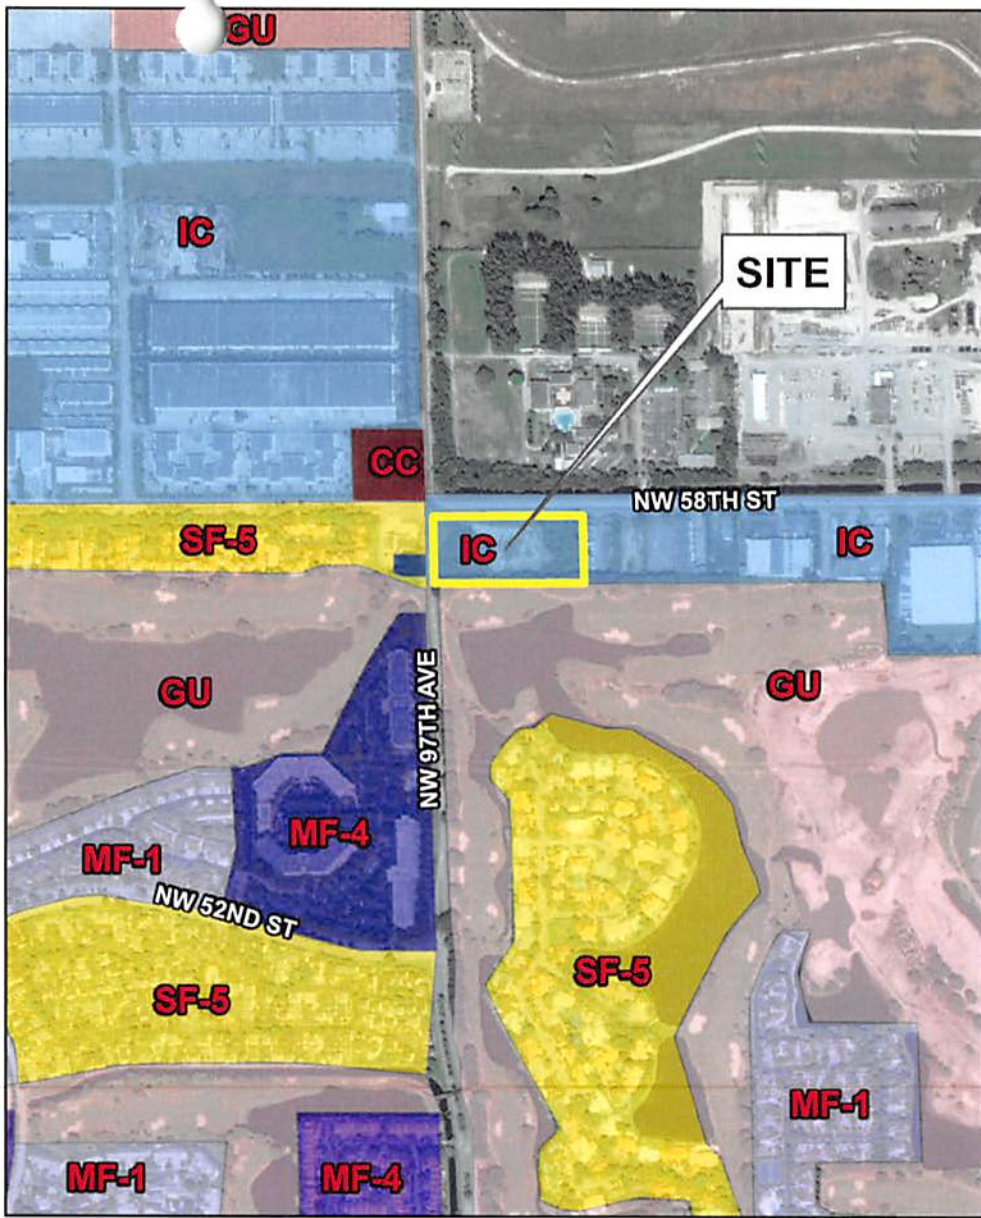 GU
IC
SITE
CC
NW 58TH ST
SF-5
IC
IC
GU
NW 97TH AVE
GU
MF-4
MF-1
NW 52ND ST
SF-5
SF-5
MF-1
MF-1
MF-4